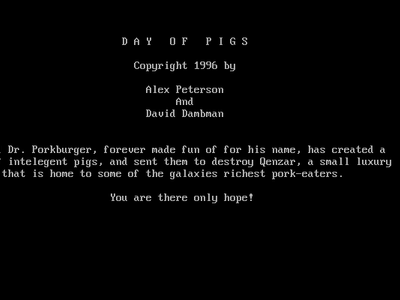 D A Y   O F   P I G S
Copyright 1996 by
Alex Peterson
And
David Dambman
Dr. Porkburger, forever made fun of for his name, has created a
intelegent pigs, and sent them to destroy Qenzar, a small luxury
that is home to some of the galaxies richest pork-eaters.
You are there only hope!